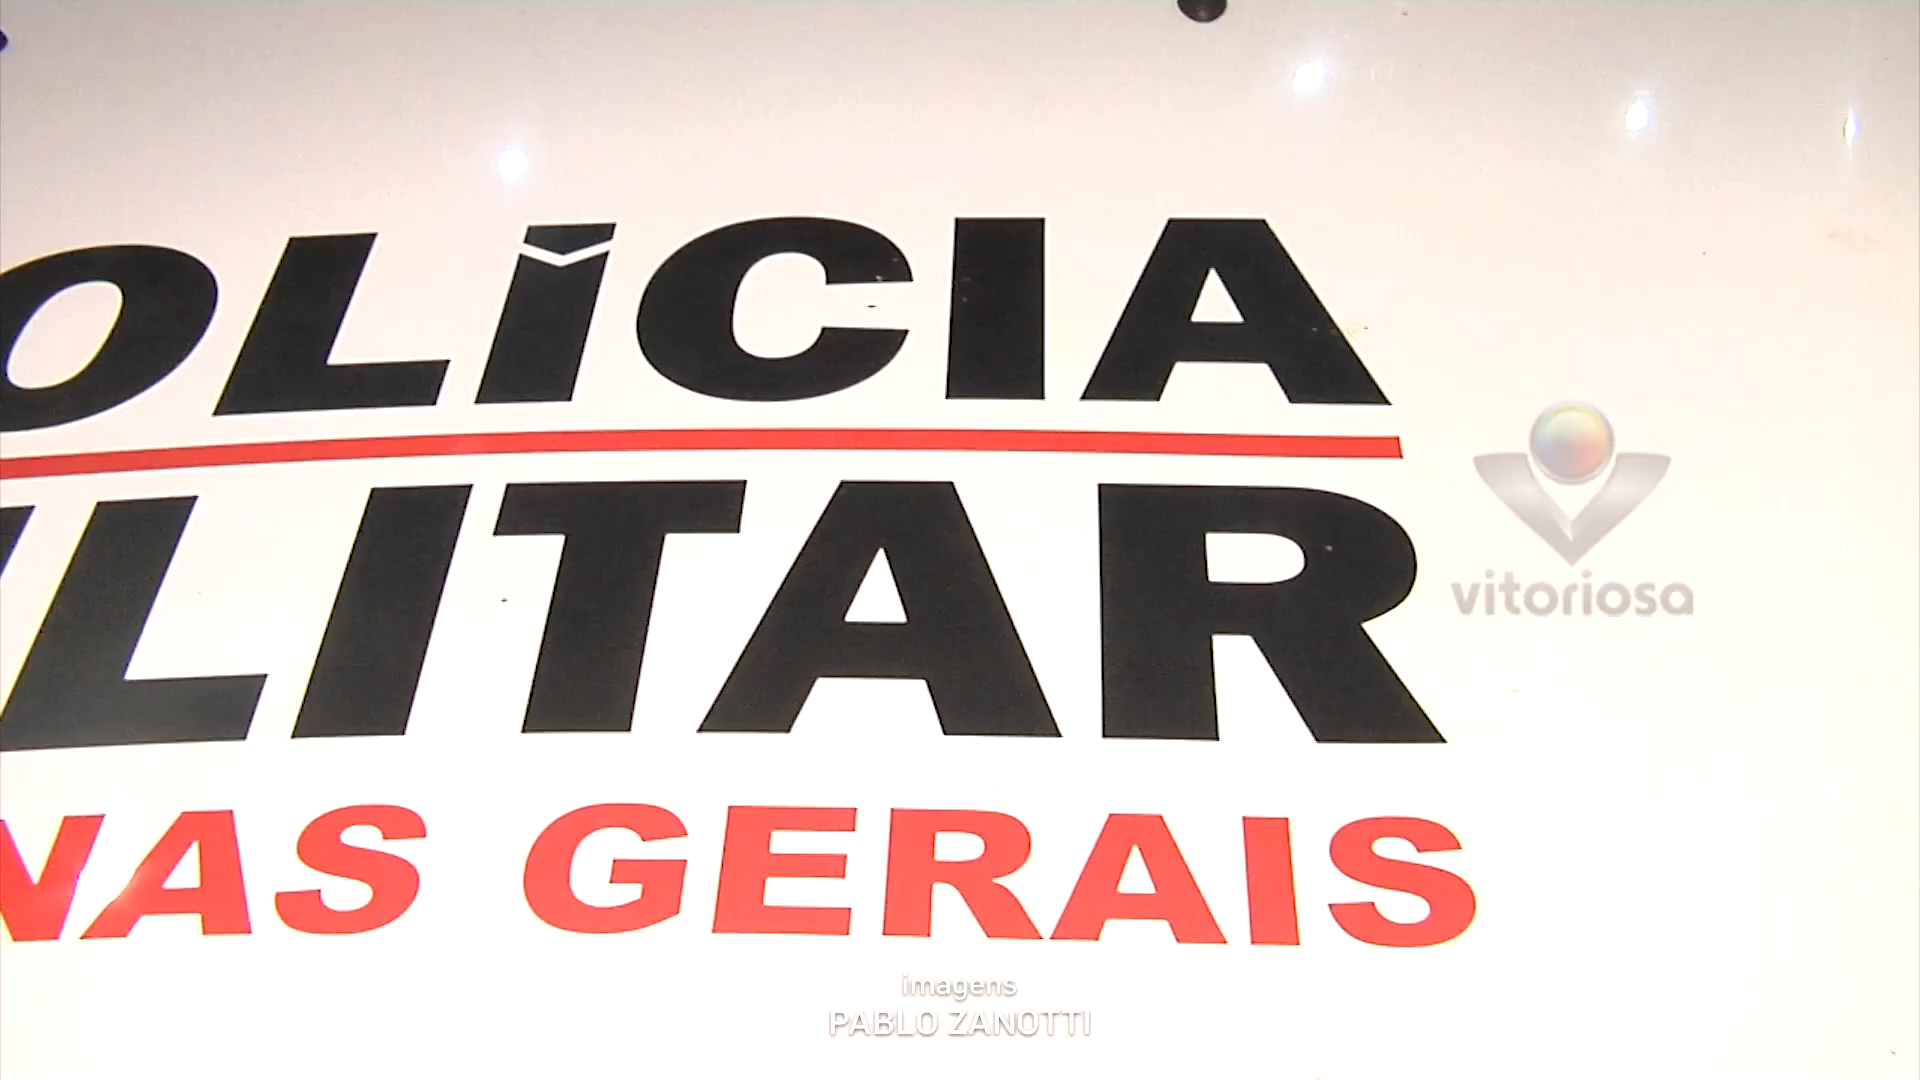 OLÍCIA
LITAR
NAS GERAIS
vitoriosa
imagens
PABLO ZANOTTI